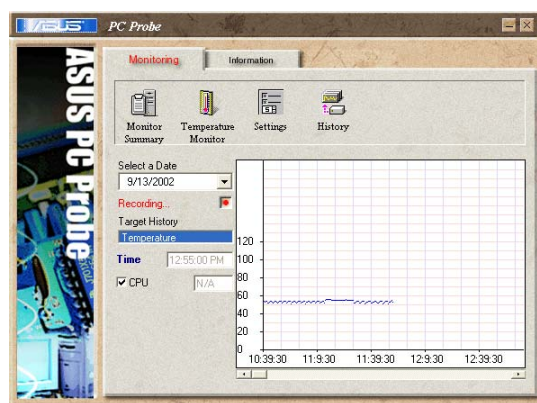 ASUS PC Probe
ASUS PC Probe
Monitoring
Information
Monitor Summary
Temperature Monitor
Settings
History
Select a Date
9/13/2002
Recording...
Target History
Temperature
Time 12:55:00 PM
CPU N/A
120
100
80
60
40
20
0
10:39:30 11:9:30 11:39:30 12:9:30 12:39:30